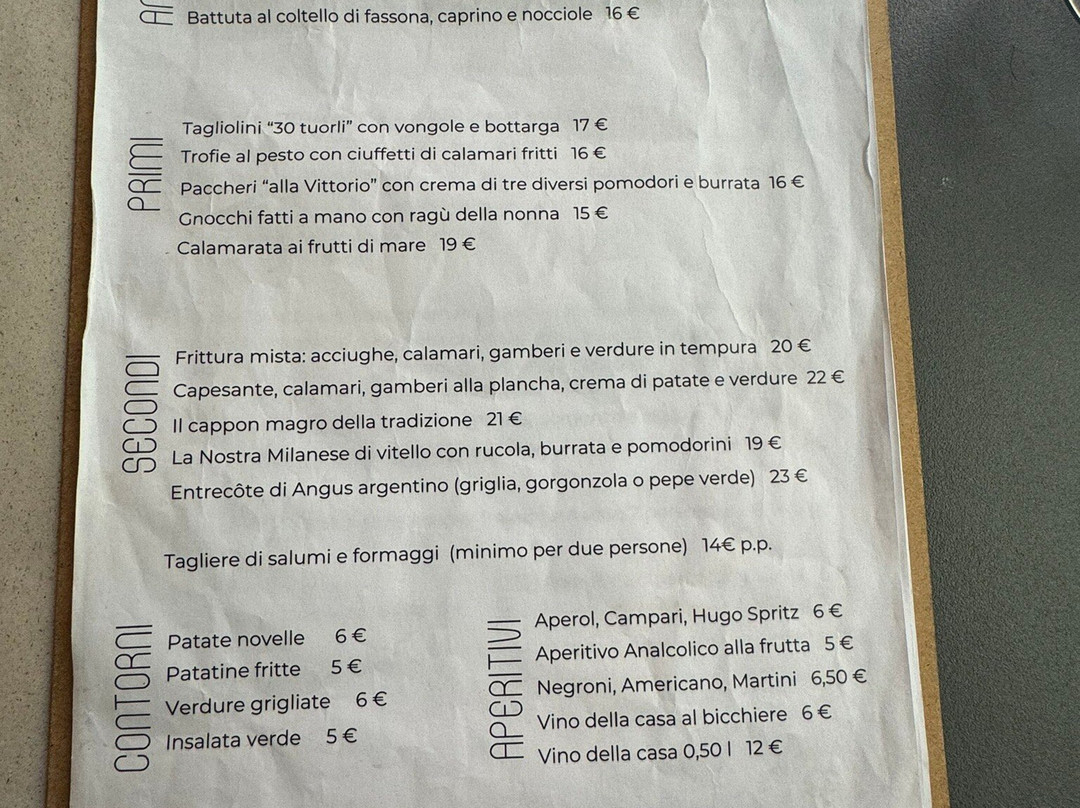 Battuta al coltello di fassona, caprino e nocciole 16 €
PRIMI
Tagliolini “30 tuorli” con vongole e bottarga 17 €
Trofie al pesto con ciuffetti di calamari fritti 16 €
Paccheri “alla Vittorio” con crema di tre diversi pomodori e burrata 16 €
Gnocchi fatti a mano con ragù della nonna 15 €
Calamarata ai frutti di mare 19 €
SECONDI
Frittura mista: acciughe, calamari, gamberi e verdure in tempura 20 €
Capesante, calamari, gamberi alla plancha, crema di patate e verdure 22 €
Il cappon magro della tradizione 21 €
La Nostra Milanese di vitello con rucola, burrata e pomodorini 19 €
Entrecôte di Angus argentino (griglia, gorgonzola o pepe verde) 23 €
Tagliere di salumi e formaggi (minimo per due persone) 14€ p.p.
CONTORNI
Patate novelle 6 €
Patatine fritte 5 €
Verdure grigliate 6 €
Insalata verde 5 €
APERITIVI
Aperol, Campari, Hugo Spritz 6 €
Aperitivo Analcolico alla frutta 5 €
Negroni, Americano, Martini 6,50 €
Vino della casa al bicchiere 6 €
Vino della casa 0,50 l 12 €